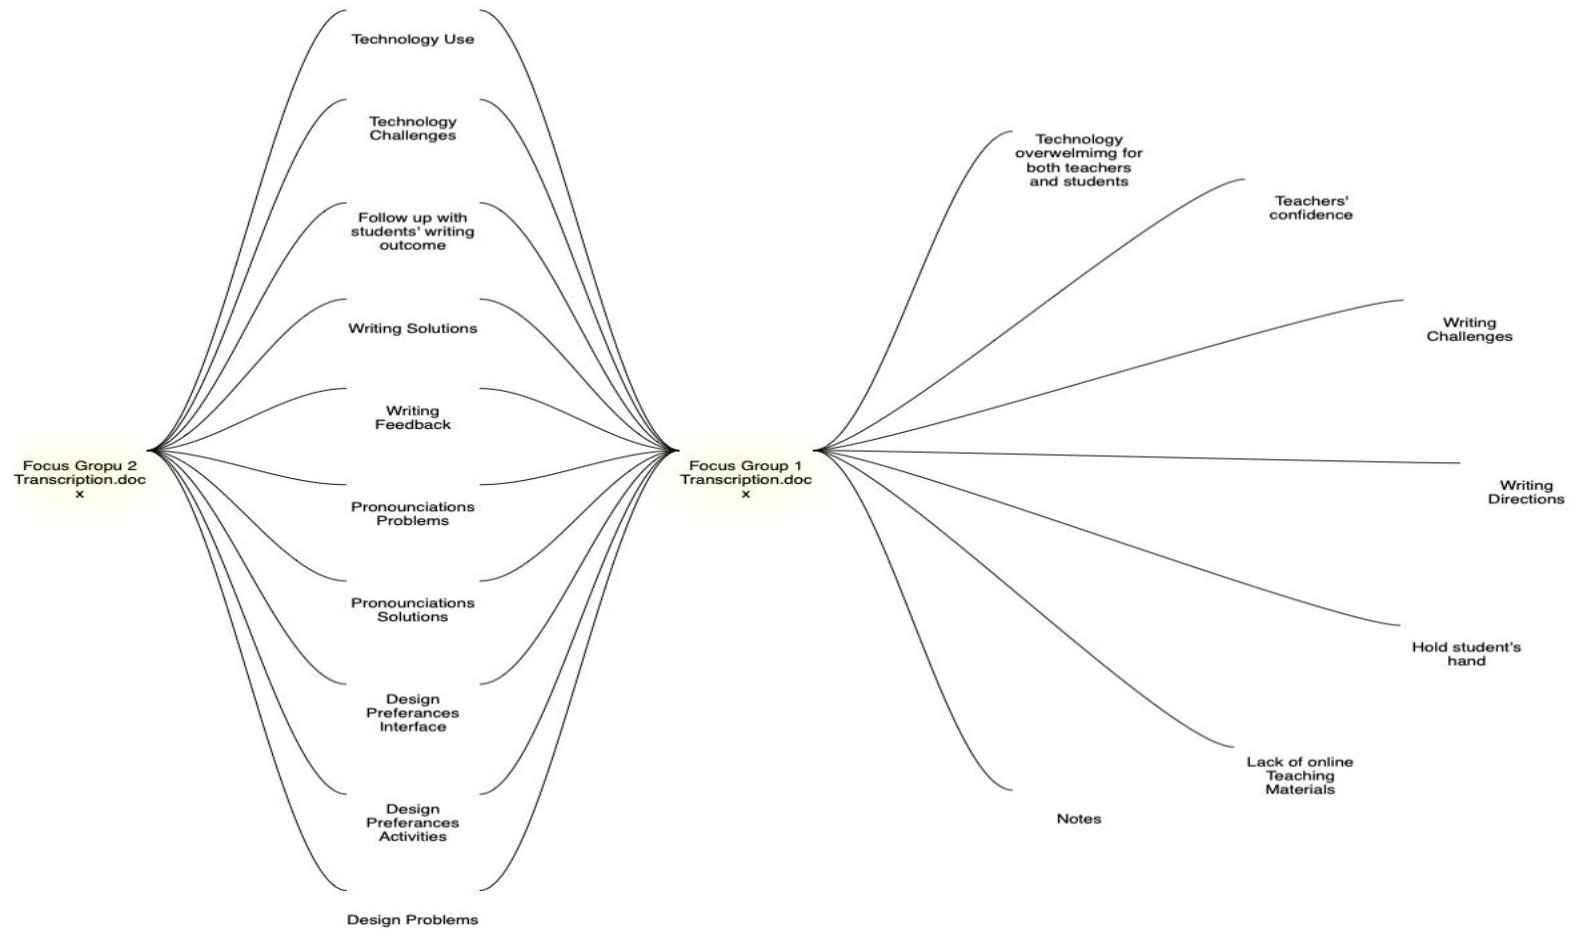 Technology Use
Technology
Challenges
Follow up with
students' writing
outcome
Writing Solutions
Writing
Feedback
Focus Gropu 2
Transcription.doc
x
Pronounciations
Problems
Pronounciations
Solutions
Design
Preferances
Interface
Design
Preferances
Activities
Design Problems
Focus Group 1
Transcription.doc
x
Technology
overwelmimg for
both teachers
and students
Teachers'
confidence
Writing
Challenges
Writing
Directions
Hold student's
hand
Lack of online
Teaching
Materials
Notes